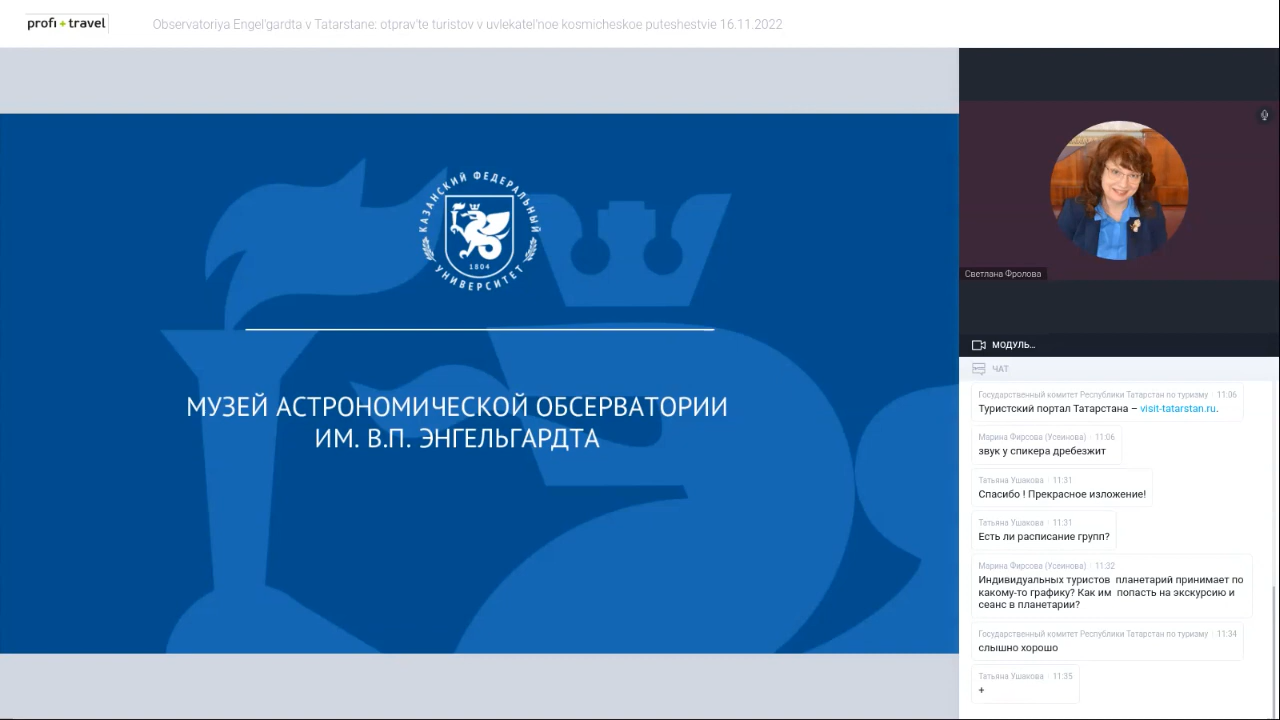 profi travel
Observatoriya Engel'gardta v Tatarstane: otprav'te turistov v uvlekatel'noe kosmicheskoe puteshestvie 16.11.2022
КАЗАНСКИЙ ФЕДЕРАЛЬНЫЙ
1804
УНИВЕРСИТЕТ
МУЗЕЙ АСТРОНОМИЧЕСКОЙ ОБСЕРВАТОРИИ
ИМ. В.П. ЭНГЕЛЬГАРДТА
Светлана Фролова
МОДУЛЬ...
ЧАТ
Государственный комитет Республики Татарстан по туризму · 11:06
Туристский портал Татарстана – visit-tatarstan.ru.
Марина Фирсова (Усеинова) · 11:06
звук у спикера дребезжит
Татьяна Ушакова · 11:31
Спасибо ! Прекрасное изложение!
Татьяна Ушакова · 11:31
Есть ли расписание групп?
Марина Фирсова (Усеинова) · 11:32
Индивидуальных туристов планетарий принимает по
какому-то графику? Как им попасть на экскурсию и
сеанс в планетарии?
Государственный комитет Республики Татарстан по туризму · 11:34
слышно хорошо
Татьяна Ушакова · 11:35
+